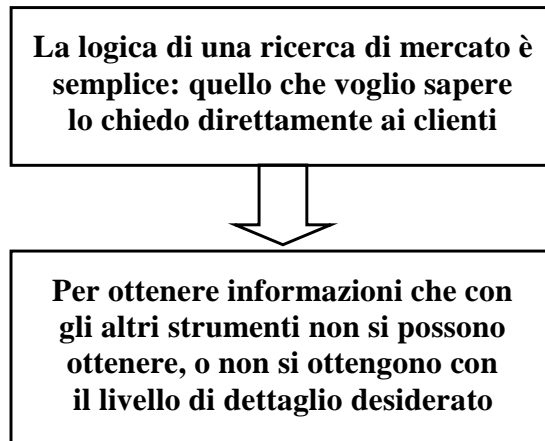 La logica di una ricerca di mercato è
semplice: quello che voglio sapere
lo chiedo direttamente ai clienti
Per ottenere informazioni che con
gli altri strumenti non si possono
ottenere, o non si ottengono con
il livello di dettaglio desiderato